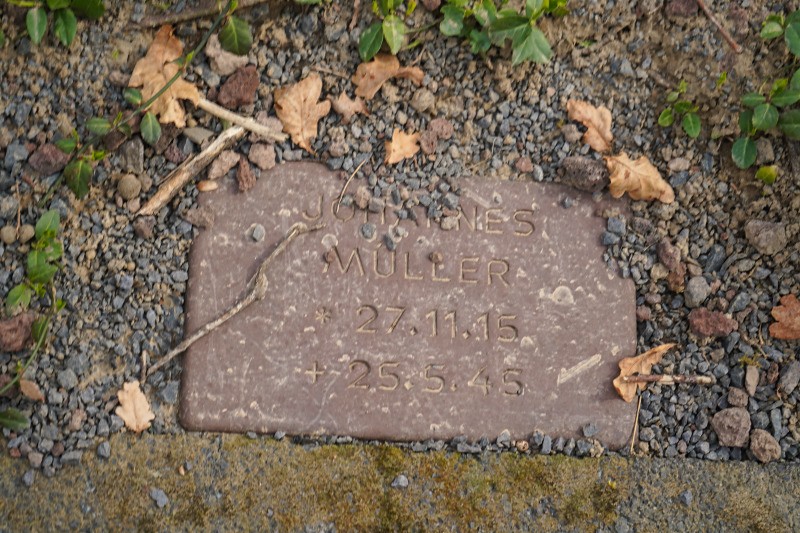 JOHANNES
MÜLLER
* 27.11.15
+ 25.5.45